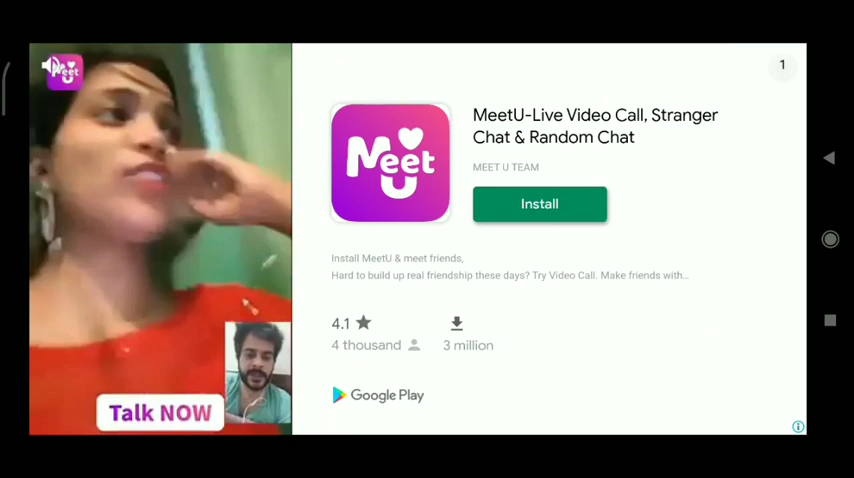 Meet
U
1
MeetU-Live Video Call, Stranger
Chat & Random Chat
MEET U TEAM
Meet
U
Install
Install MeetU & meet friends,
Hard to build up real friendship these days? Try Video Call. Make friends with...
4.1
4 thousand
3 million
Talk NOW
Google Play